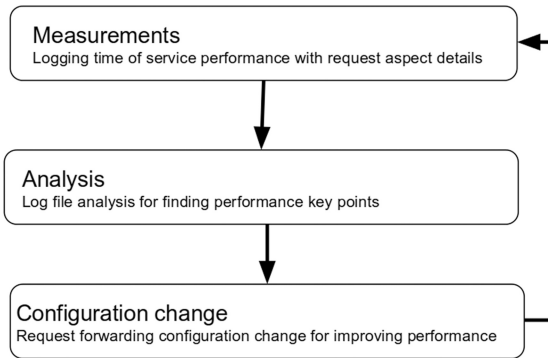 Measurements
Logging time of service performance with request aspect details
Analysis
Log file analysis for finding performance key points
Configuration change
Request forwarding configuration change for improving performance